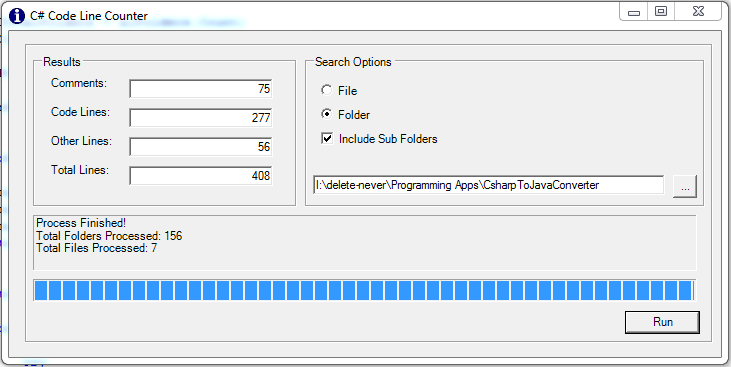 C# Code Line Counter
Results
Comments: 75
Code Lines: 277
Other Lines: 56
Total Lines: 408
Search Options
File
Folder
Include Sub Folders
I:\delete-never\Programming Apps\CsharpToJavaConverter
...
Process Finished!
Total Folders Processed: 156
Total Files Processed: 7
Run